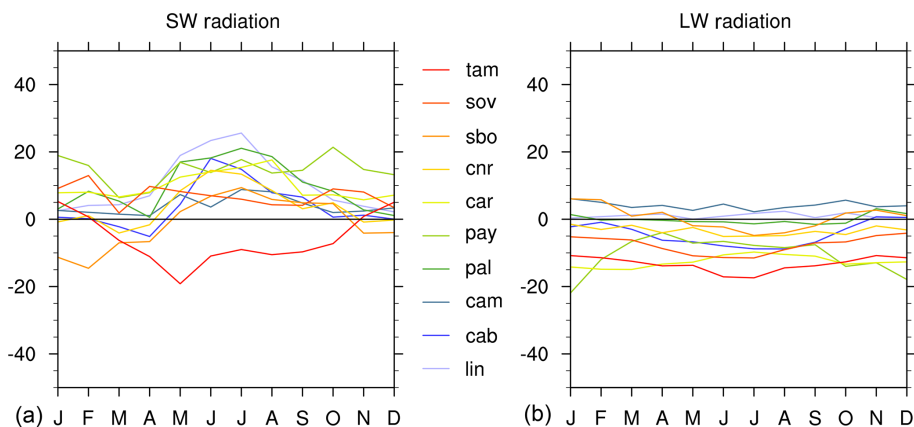 SW radiation
LW radiation
40
20
0
-20
-40
(a)
J F M A M J J A S O N D
tam
sov
sbo
cnr
car
pay
pal
cam
cab
lin
40
20
0
-20
-40
(b)
J F M A M J J A S O N D